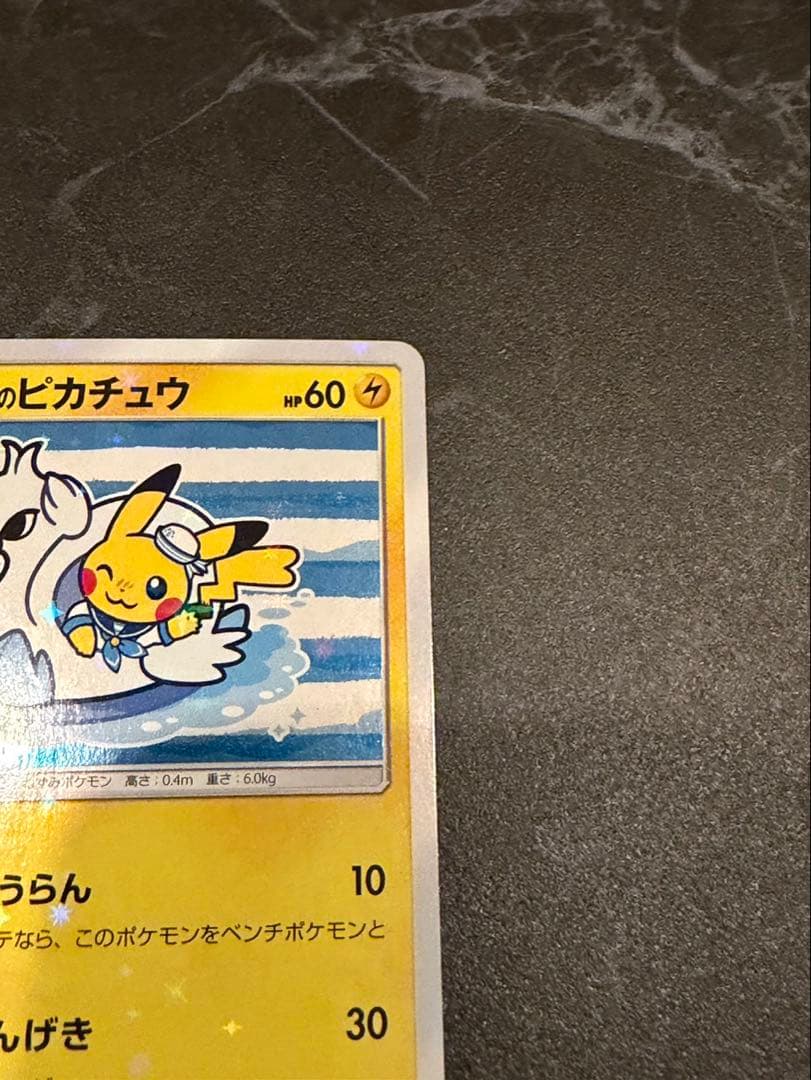 のピカチュウ HP60
ずみポケモン 高さ:0.4m 重さ:6.0kg
うらん 10
テなら、このポケモンをベンチポケモンと
んげき 30